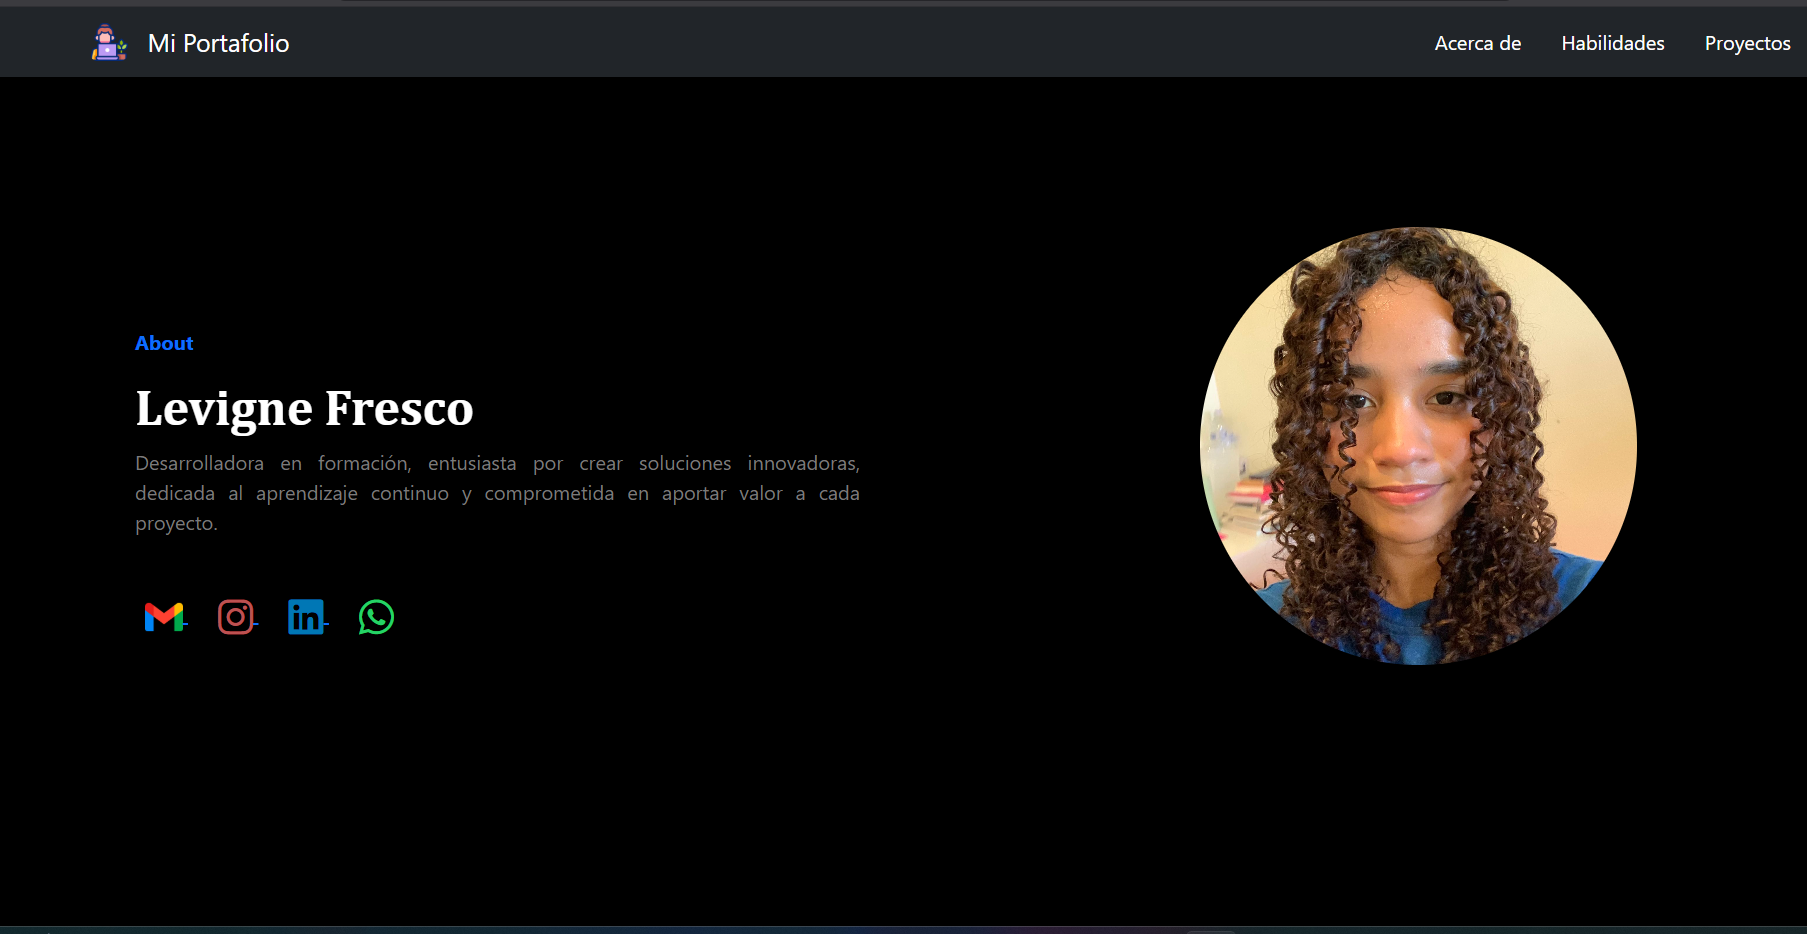 Mi Portafolio
Acerca de
Habilidades
Proyectos
About
Levigne Fresco
Desarrolladora en formación, entusiasta por crear soluciones innovadoras,
dedicada al aprendizaje continuo y comprometida en aportar valor a cada
proyecto.
in